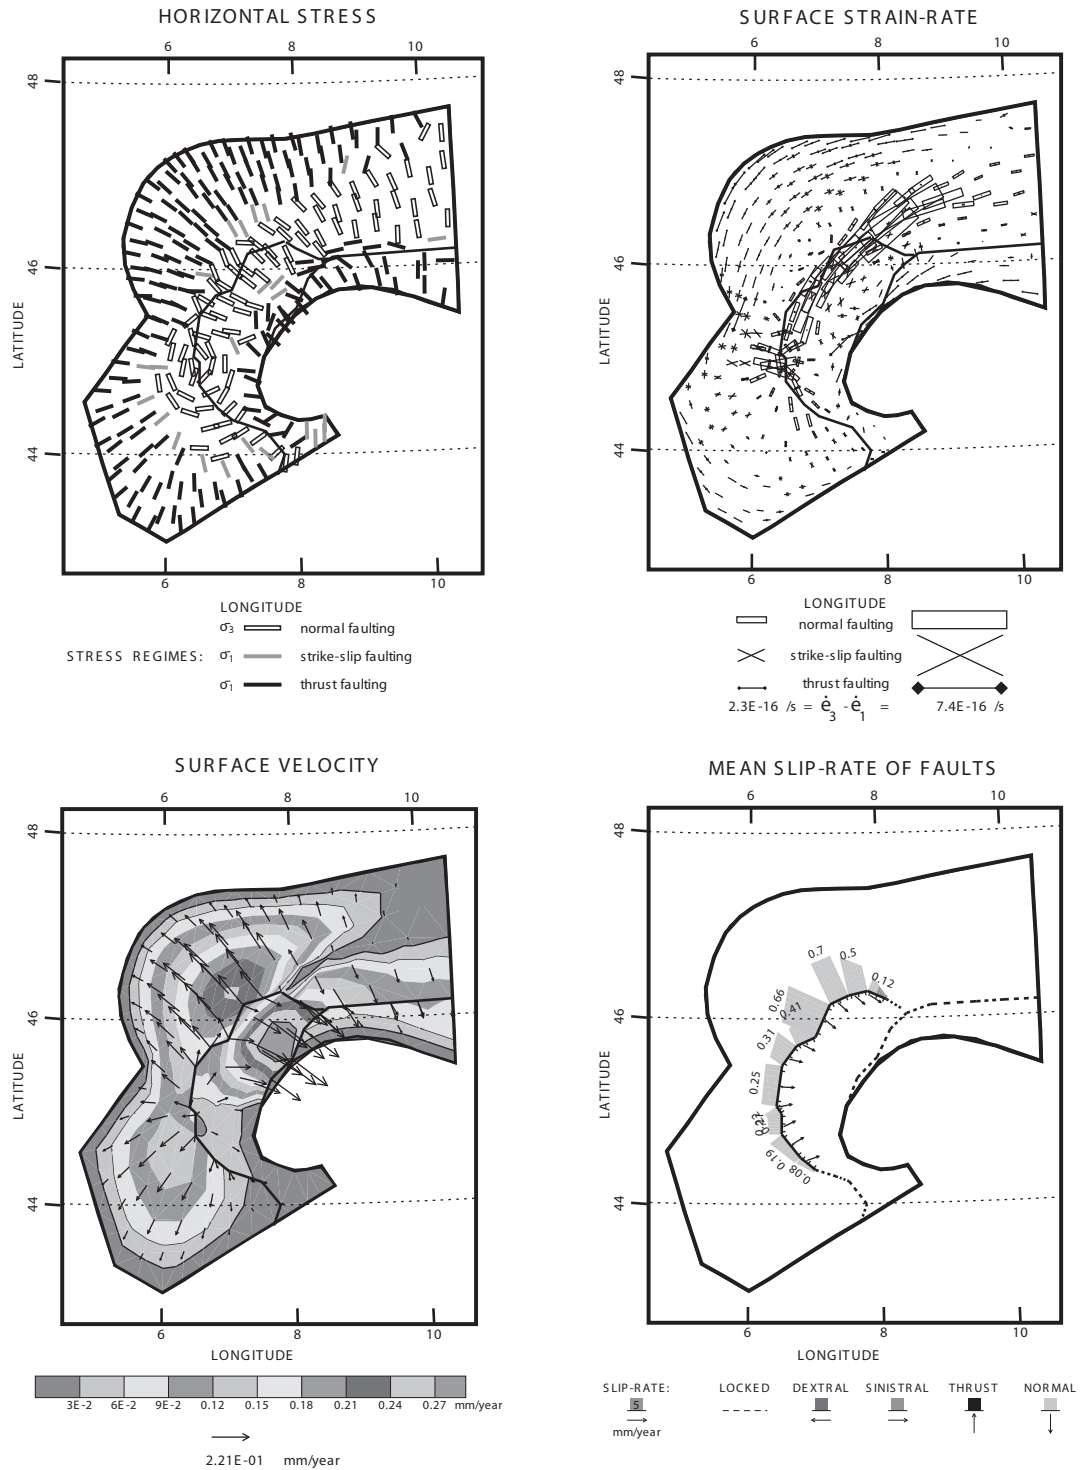 HORIZONTAL STRESS
6 8 10
48
46
44
LATITUDE
6 8 10
LONGITUDE
STRESS REGIMES:
σ3 normal faulting
σ1 strike-slip faulting
σ1 thrust faulting
SURFACE STRAIN-RATE
6 8 10
48
46
44
LATITUDE
6 8 10
LONGITUDE
normal faulting
strike-slip faulting
thrust faulting
2.3E-16 /s = ė3 - ė1 = 7.4E-16 /s
SURFACE VELOCITY
6 8 10
48
46
44
LATITUDE
6 8 10
LONGITUDE
3E-2 6E-2 9E-2 0.12 0.15 0.18 0.21 0.24 0.27 mm/year
2.21E-01 mm/year
MEAN SLIP-RATE OF FAULTS
6 8 10
48
46
44
LATITUDE
0.7
0.5
0.12
0.66
0.41
0.31
0.25
0.19
0.08
6 8 10
LONGITUDE
SLIP-RATE: LOCKED DEXTRAL SINISTRAL THRUST NORMAL
5
mm/year